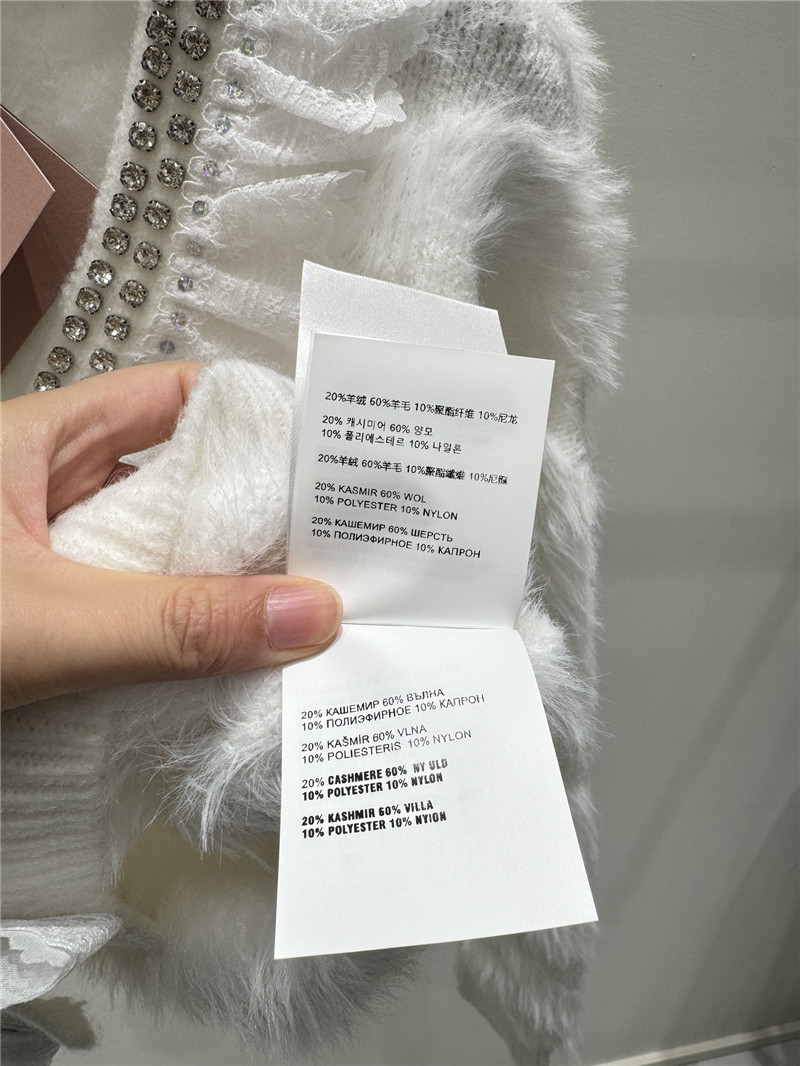 20%羊绒 60%羊毛 10%聚酯纤维 10%尼龙
20% 캐시미어 60% 양모
10% 폴리에스테르 10% 나일론
20%羊絨 60%羊毛 10%聚酯纖維 10%尼龍
20% KASMIR 60% WOL
10% POLYESTER 10% NYLON
20% КАШЕМИР 60% ШЕРСТЬ
10% ПОЛИЭФИРНОЕ 10% КАПРОН
20% КАШЕМИР 60% ВЪЛНА
10% ПОЛИЭФИРНОЕ 10% КАПРОН
20% KAŠMİR 60% VLNA
10% POLIESTERIS 10% NYLON
20% CASHMERE 60% NY ULD
10% POLYESTER 10% NYLON
20% KASHMIR 60% VILLA
10% POLYESTER 10% NYION